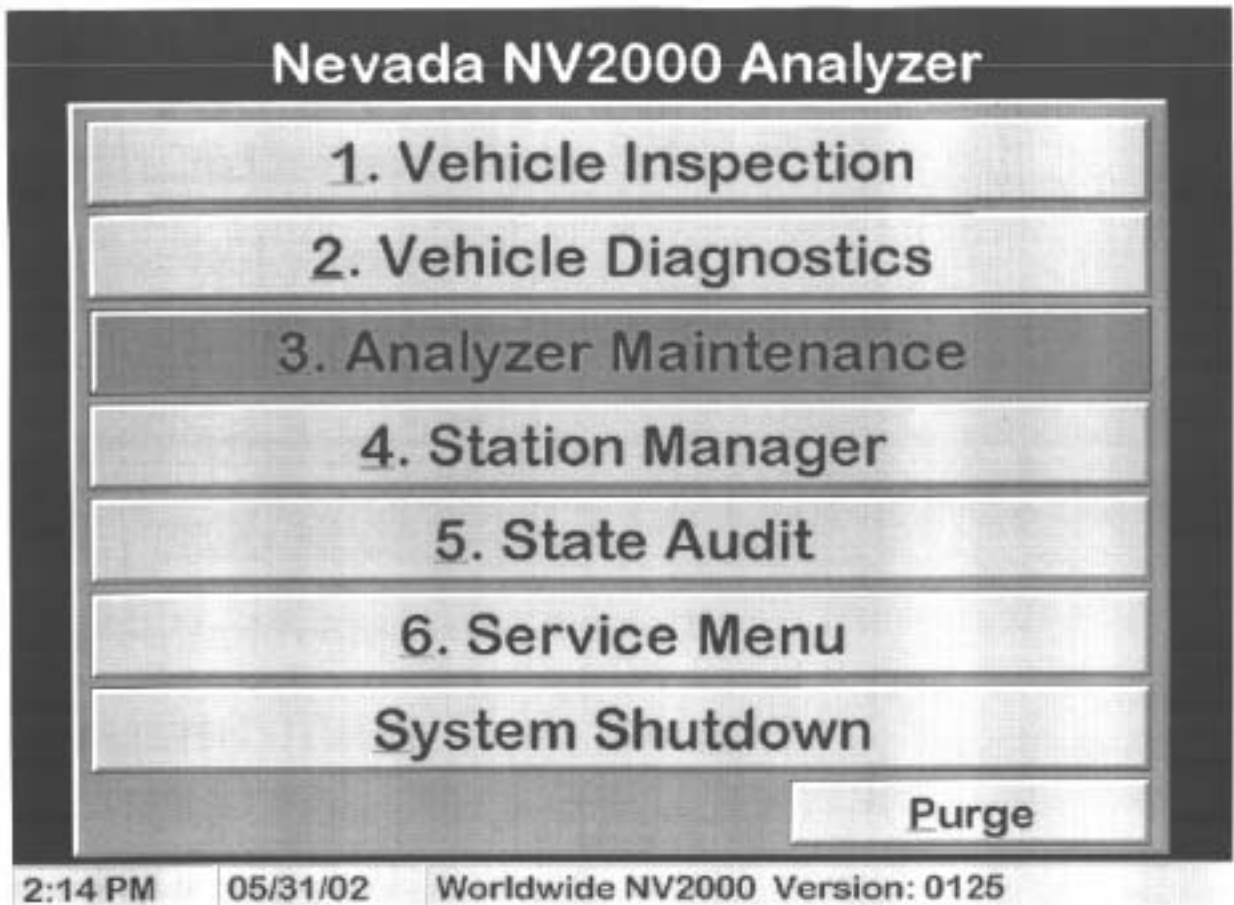 Nevada NV2000 Analyzer
1. Vehicle Inspection
2. Vehicle Diagnostics
3. Analyzer Maintenance
4. Station Manager
5. State Audit
6. Service Menu
System Shutdown
Purge
2:14 PM 05/31/02 Worldwide NV2000 Version: 0125